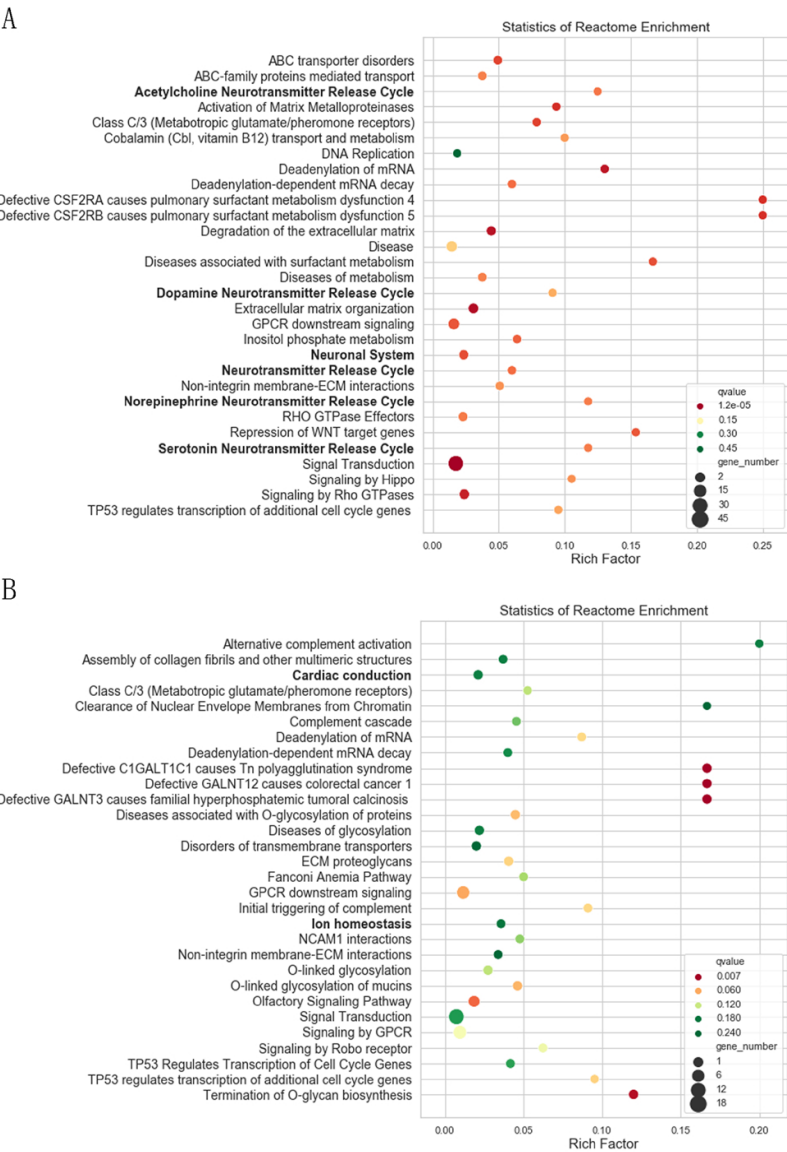 A
Statistics of Reactome Enrichment
ABC transporter disorders
ABC-family proteins mediated transport
Acetylcholine Neurotransmitter Release Cycle
Activation of Matrix Metalloproteinases
Class C/3 (Metabotropic glutamate/pheromone receptors)
Cobalamin (Cbl, vitamin B12) transport and metabolism
DNA Replication
Deadenylation of mRNA
Deadenylation-dependent mRNA decay
Defective CSF2RA causes pulmonary surfactant metabolism dysfunction 4
Defective CSF2RB causes pulmonary surfactant metabolism dysfunction 5
Degradation of the extracellular matrix
Disease
Diseases associated with surfactant metabolism
Diseases of metabolism
Dopamine Neurotransmitter Release Cycle
Extracellular matrix organization
GPCR downstream signaling
Inositol phosphate metabolism
Neuronal System
Neurotransmitter Release Cycle
Non-integrin membrane-ECM interactions
Norepinephrine Neurotransmitter Release Cycle
RHO GTPase Effectors
Repression of WNT target genes
Serotonin Neurotransmitter Release Cycle
Signal Transduction
Signaling by Hippo
Signaling by Rho GTPases
TP53 regulates transcription of additional cell cycle genes
qvalue
1.2e-05
0.15
0.30
0.45
gene_number
2
15
30
45
0.00 0.05 0.10 0.15 0.20 0.25
Rich Factor
B
Statistics of Reactome Enrichment
Alternative complement activation
Assembly of collagen fibrils and other multimeric structures
Cardiac conduction
Class C/3 (Metabotropic glutamate/pheromone receptors)
Clearance of Nuclear Envelope Membranes from Chromatin
Complement cascade
Deadenylation of mRNA
Deadenylation-dependent mRNA decay
Defective C1GALT1C1 causes Tn polyagglutination syndrome
Defective GALNT12 causes colorectal cancer 1
Defective GALNT3 causes familial hyperphosphatemic tumoral calcinosis
Diseases associated with O-glycosylation of proteins
Diseases of glycosylation
Disorders of transmembrane transporters
ECM proteoglycans
Fanconi Anemia Pathway
GPCR downstream signaling
Initial triggering of complement
Ion homeostasis
NCAM1 interactions
Non-integrin membrane-ECM interactions
O-linked glycosylation
O-linked glycosylation of mucins
Olfactory Signaling Pathway
Signal Transduction
Signaling by GPCR
Signaling by Robo receptor
TP53 Regulates Transcription of Cell Cycle Genes
TP53 regulates transcription of additional cell cycle genes
Termination of O-glycan biosynthesis
qvalue
0.007
0.060
0.120
0.180
0.240
gene_number
1
6
12
18
0.00 0.05 0.10 0.15 0.20
Rich Factor